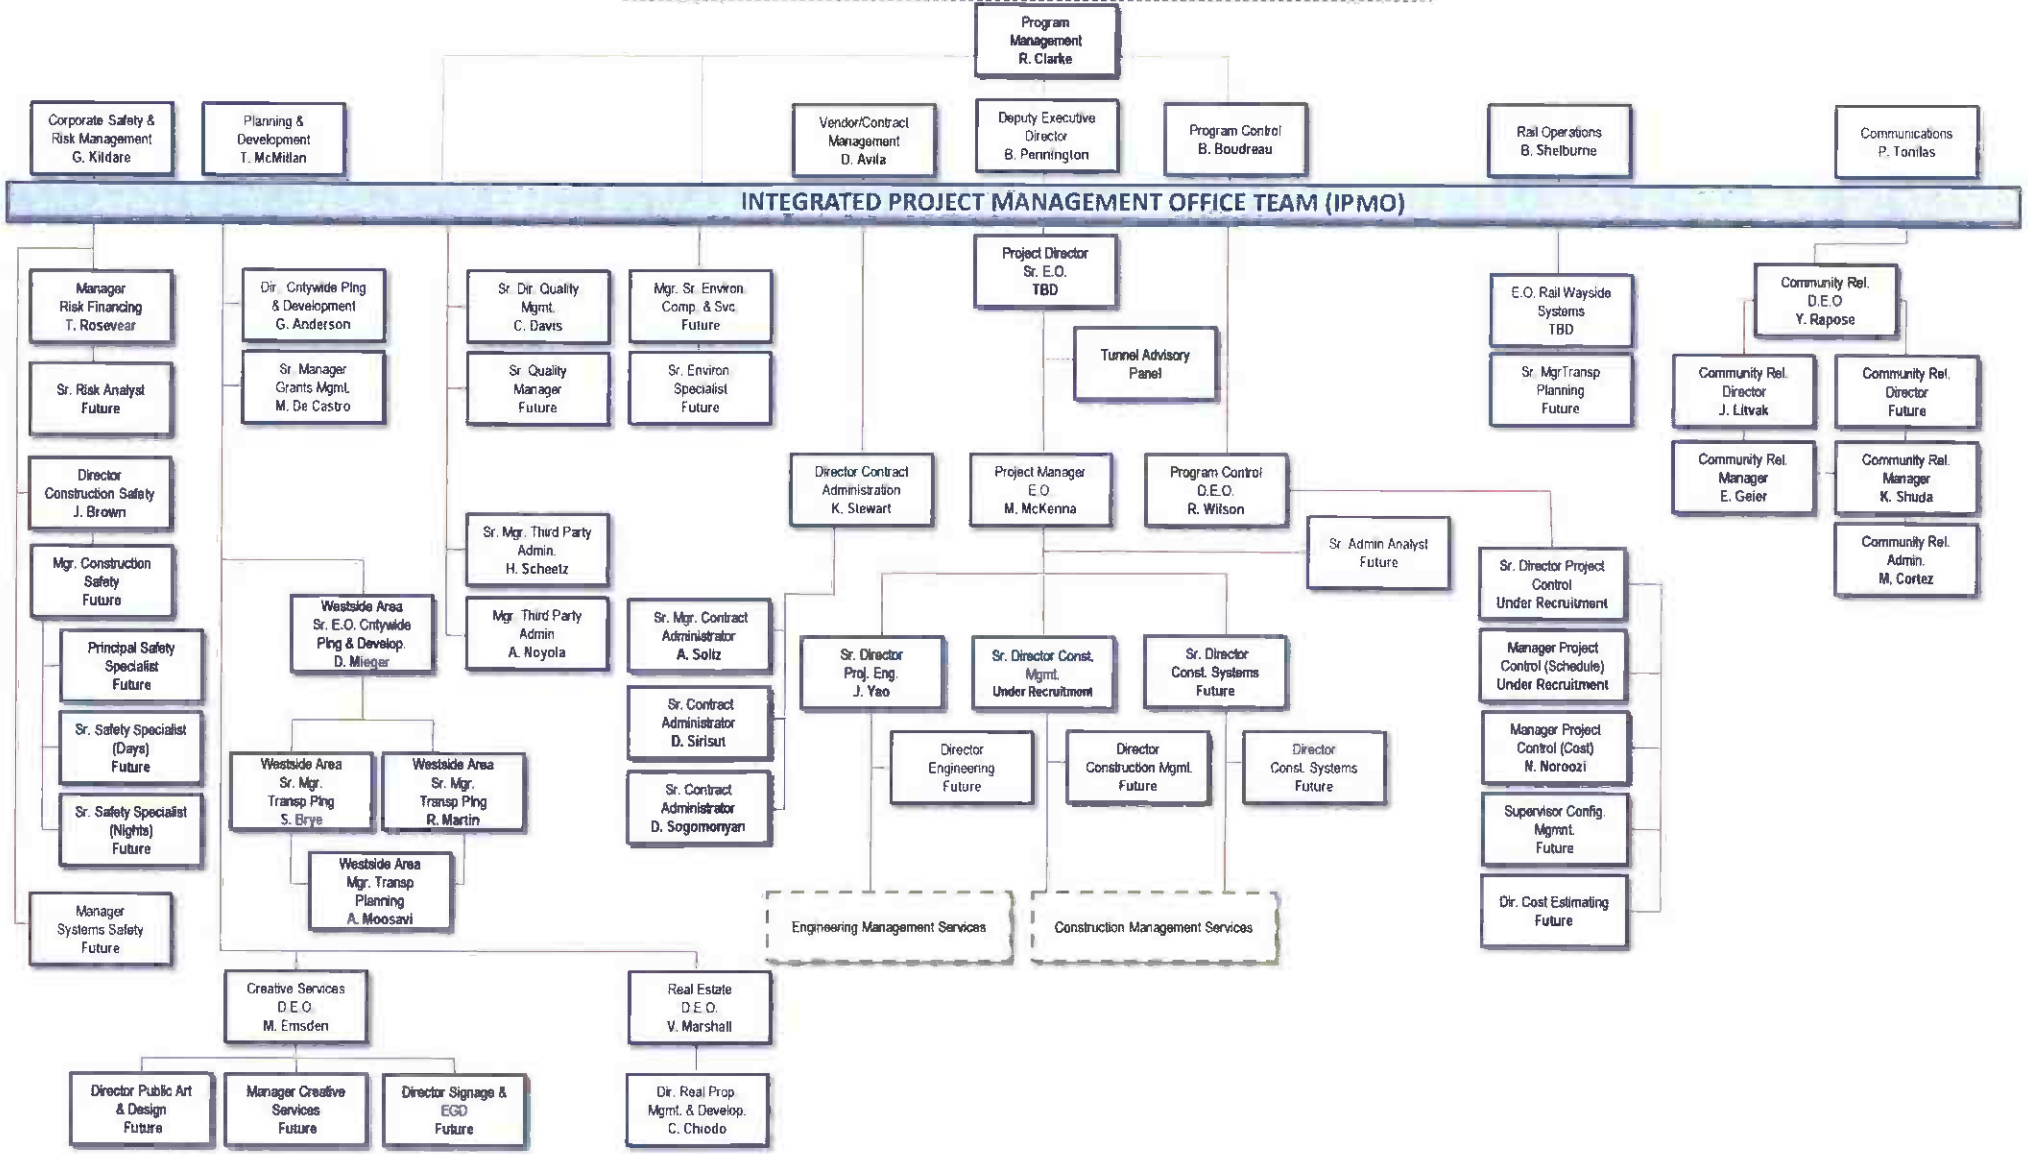 Program
Management
R. Clarke
Corporate Safety &
Risk Management
G. Kildare
Planning &
Development
T. McMillan
Vendor/Contract
Management
D. Avila
Deputy Executive
Director
B. Pennington
Program Control
B. Boudreau
Rail Operations
B. Shelburne
Communications
P. Tonilas
INTEGRATED PROJECT MANAGEMENT OFFICE TEAM (IPMO)
Manager
Risk Financing
T. Rosevear
Sr. Risk Analyst
Future
Director
Construction Safety
J. Brown
Mgr. Construction
Safety
Future
Principal Safety
Specialist
Future
Sr. Safety Specialist
(Days)
Future
Sr. Safety Specialist
(Nights)
Future
Manager
Systems Safety
Future
Dir. Cntywide Plng
& Development
G. Anderson
Sr. Manager
Grants Mgmt.
M. De Castro
Westside Area
Sr. E.O. Cntywide
Plng & Develop.
D. Mieger
Westside Area
Sr. Mgr.
Transp Plng
S. Brye
Westside Area
Sr. Mgr.
Transp Plng
R. Martin
Westside Area
Mgr. Transp
Planning
A. Moosavi
Creative Services
D.E.O.
M. Emsden
Director Public Art
& Design
Future
Manager Creative
Services
Future
Director Signage &
EGD
Future
Real Estate
D.E.O.
V. Marshall
Dir. Real Prop
Mgmt. & Develop.
C. Chiodo
Sr. Dir. Quality
Mgmt.
C. Davis
Sr. Quality
Manager
Future
Sr. Mgr. Third Party
Admin.
H. Scheetz
Mgr. Third Party
Admin
A. Noyola
Mgr. Sr. Environ
Comp. & Svc.
Future
Sr. Environ
Specialist
Future
Director Contract
Administration
K. Stewart
Sr. Mgr. Contract
Administrator
A. Soltz
Sr. Contract
Administrator
D. Sirisut
Sr. Contract
Administrator
D. Sogomonyan
Project Director
Sr. E.O.
TBD
Tunnel Advisory
Panel
Project Manager
E.O.
M. McKenna
Sr. Admin Analyst
Future
Sr. Director
Proj. Eng.
J. Yao
Sr. Director Const.
Mgmt.
Under Recruitment
Sr. Director
Const. Systems
Future
Director
Engineering
Future
Director
Construction Mgmt.
Future
Director
Const. Systems
Future
Engineering Management Services
Construction Management Services
Program Control
D.E.O.
R. Wilson
Sr. Director Project
Control
Under Recruitment
Manager Project
Control (Schedule)
Under Recruitment
Manager Project
Control (Cost)
N. Noroozi
Supervisor Config.
Mgmnt.
Future
Dir. Cost Estimating
Future
E.O. Rail Wayside
Systems
TBD
Sr. MgrTransp
Planning
Future
Community Rel.
D.E.O
Y. Rapose
Community Rel.
Director
J. Litvak
Community Rel.
Manager
E. Geier
Community Rel.
Director
Future
Community Rel.
Manager
K. Shuda
Community Rel.
Admin.
M. Cortez